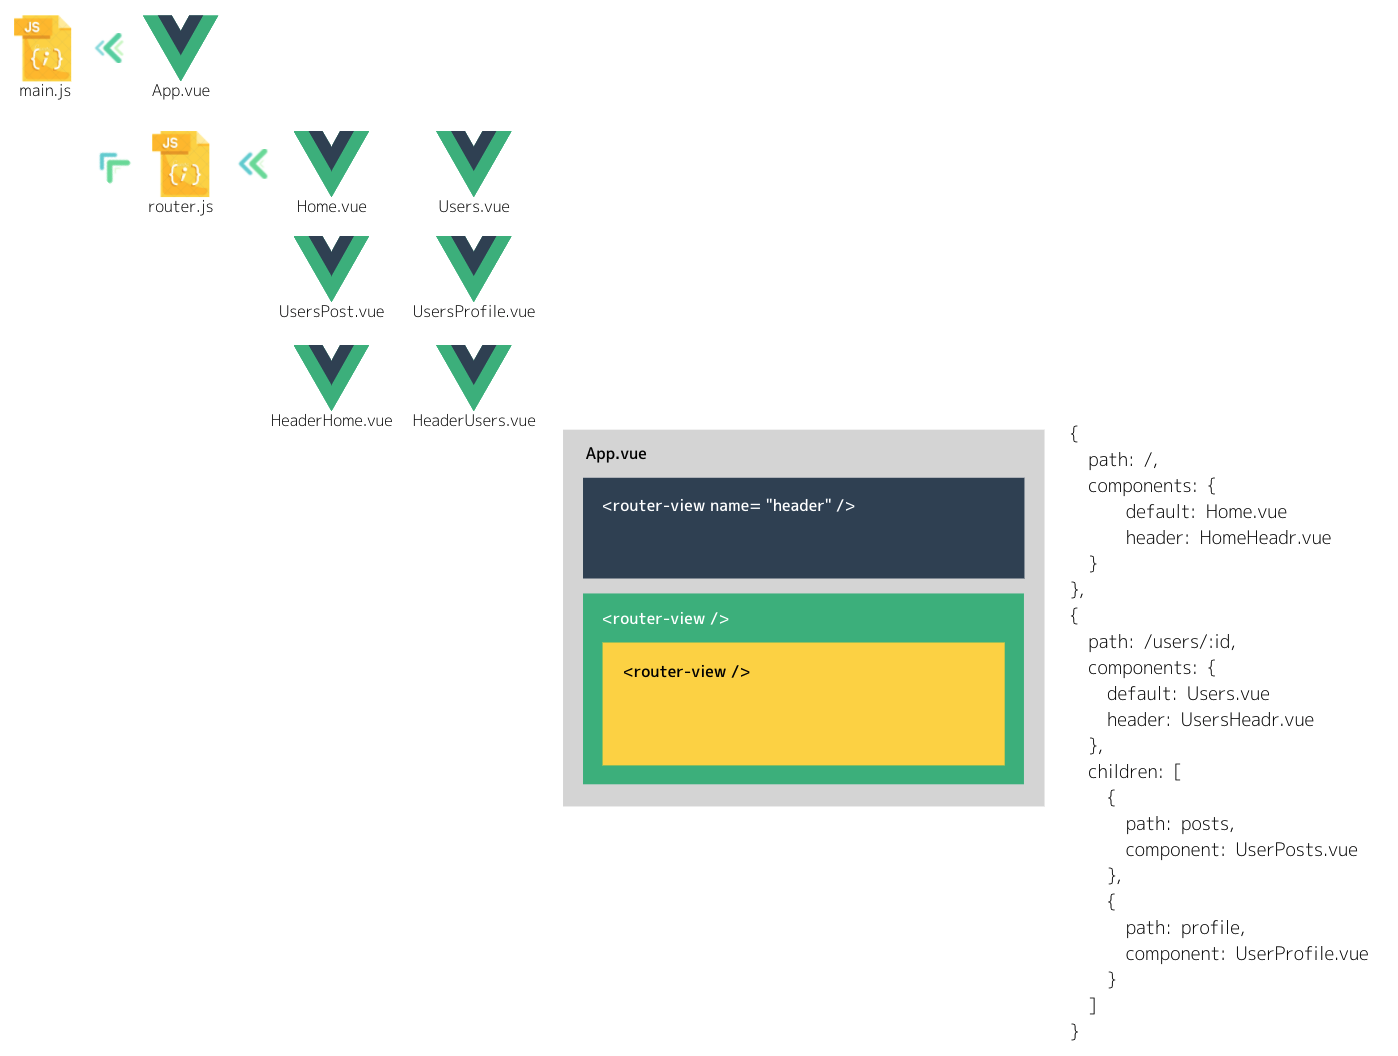 JS
{;}
main.js
App.vue
JS
{;}
router.js
Home.vue
Users.vue
UsersPost.vue
UsersProfile.vue
HeaderHome.vue
HeaderUsers.vue
App.vue
<router-view name= "header" />
<router-view />
<router-view />
{
path: /,
components: {
default: Home.vue
header: HomeHeadr.vue
}
},
{
path: /users/:id,
components: {
default: Users.vue
header: UsersHeadr.vue
},
children: [
{
path: posts,
component: UserPosts.vue
},
{
path: profile,
component: UserProfile.vue
}
]
}